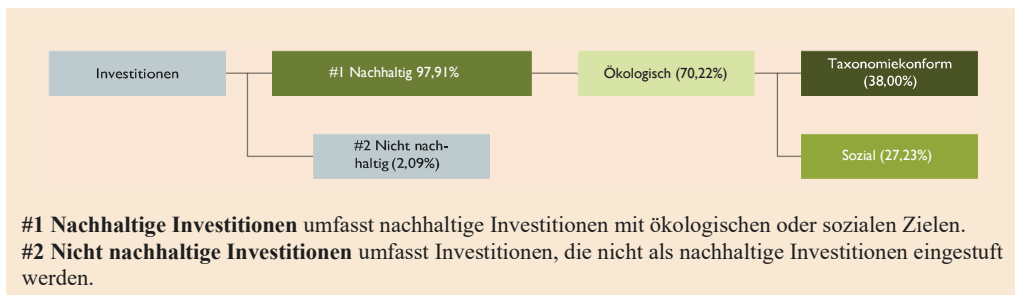 Investitionen
#1 Nachhaltig 97,91%
Ökologisch (70,22%)
Taxonomiekonform
(38,00%)
#2 Nicht nach-
haltig (2,09%)
Sozial (27,23%)
#1 Nachhaltige Investitionen umfasst nachhaltige Investitionen mit ökologischen oder sozialen Zielen.
#2 Nicht nachhaltige Investitionen umfasst Investitionen, die nicht als nachhaltige Investitionen eingestuft
werden.